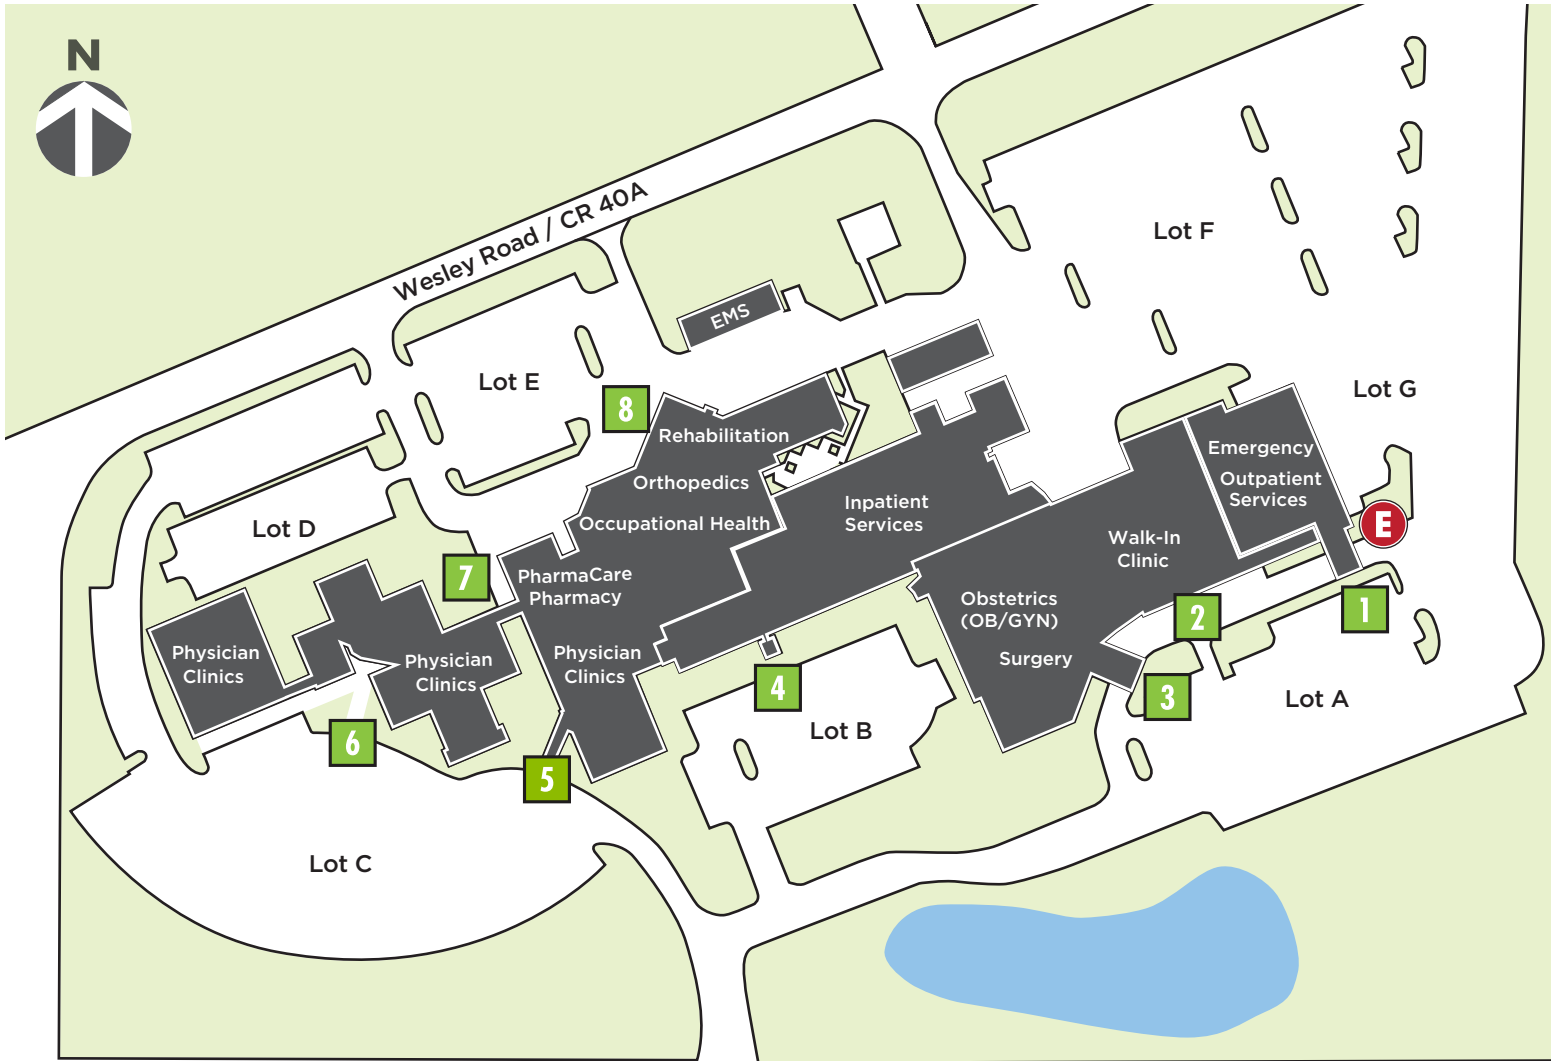 N
Wesley Road / CR 40A
Lot F
EMS
Lot E
Lot G
8
Rehabilitation
Emergency
Orthopedics
Outpatient
Services
Inpatient
Services
Occupational Health
E
Lot D
Walk-In
Clinic
7
PharmaCare
Pharmacy
Obstetrics
(OB/GYN)
2
1
Physician
Clinics
Physician
Clinics
Physician
Clinics
Surgery
4
3
Lot A
Lot B
6
5
Lot C